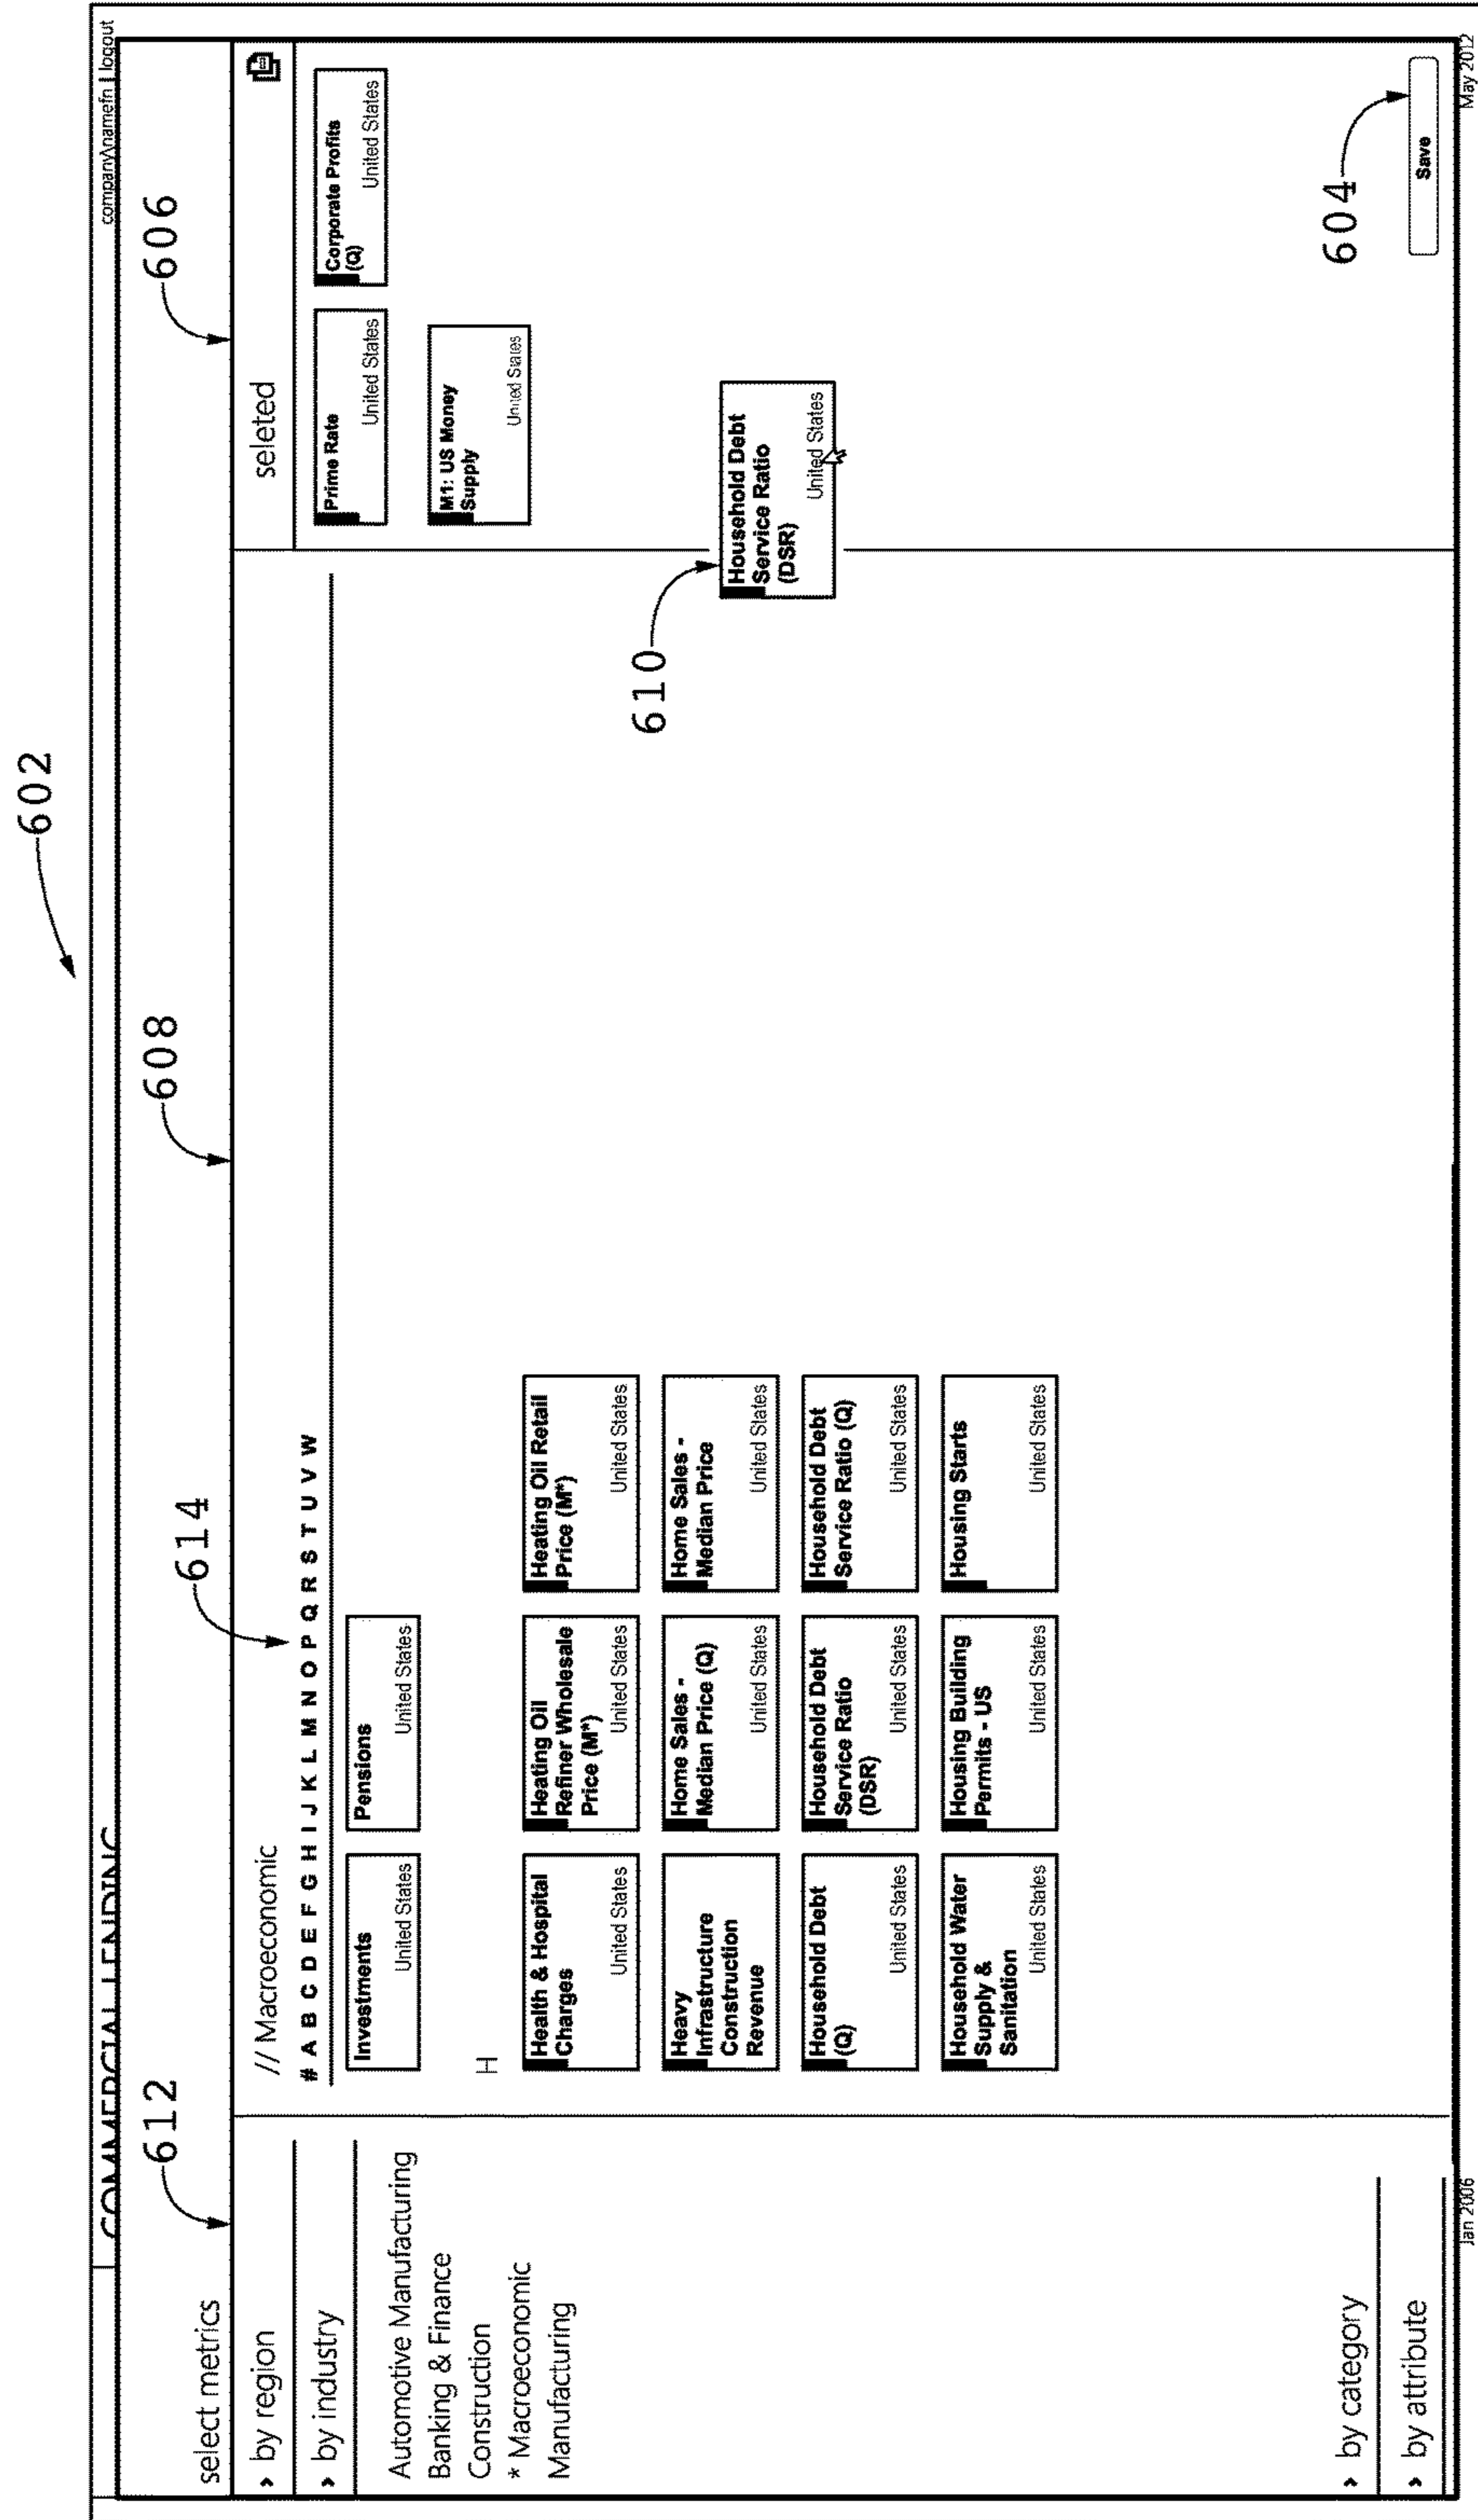 602
COMMERCIAL LENDING
company\namefn | logout
612
614
608
606
select metrics
› by region
› by industry
Automotive Manufacturing
Banking & Finance
Construction
* Macroeconomic
Manufacturing
› by category
› by attribute
// Macroeconomic
# A B C D E F G H I J K L M N O P Q R S T U V W
Investments
United States
Pensions
United States
H
Health & Hospital
Charges
United States
Heating Oil
Refiner Wholesale
Price (M*)
United States
Heating Oil Retail
Price (M*)
United States
Heavy
Infrastructure
Construction
Revenue
Home Sales -
Median Price (Q)
United States
Home Sales -
Median Price
United States
Household Debt
(Q)
United States
Household Debt
Service Ratio
(DSR)
United States
Household Debt
Service Ratio (Q)
United States
Household Water
Supply &
Sanitation
United States
Housing Building
Permits - US
United States
Housing Starts
United States
seleted
Prime Rate
United States
Corporate Profits
(Q)
United States
M1: US Money
Supply
United States
610
Household Debt
Service Ratio
(DSR)
United States
604
Save
Jan 2006
May 2012